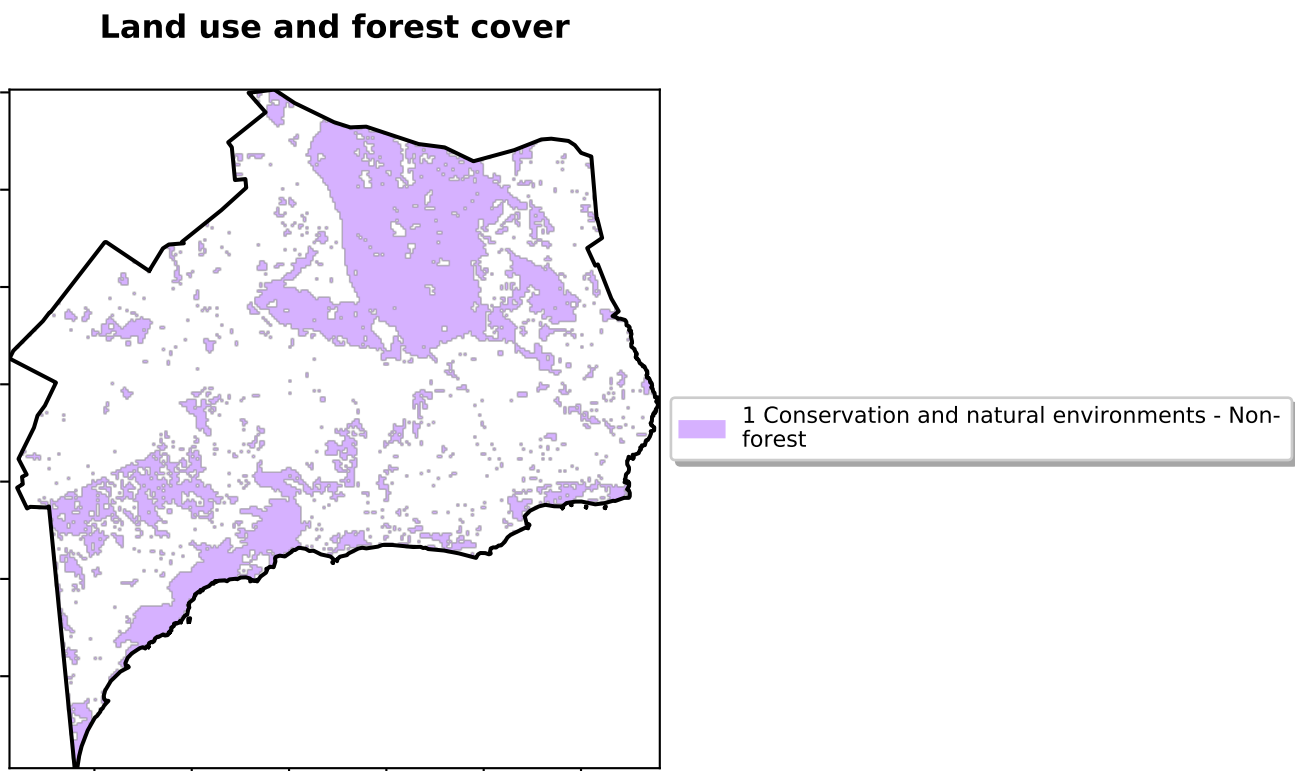 Land use and forest cover
1 Conservation and natural environments - Non-
forest